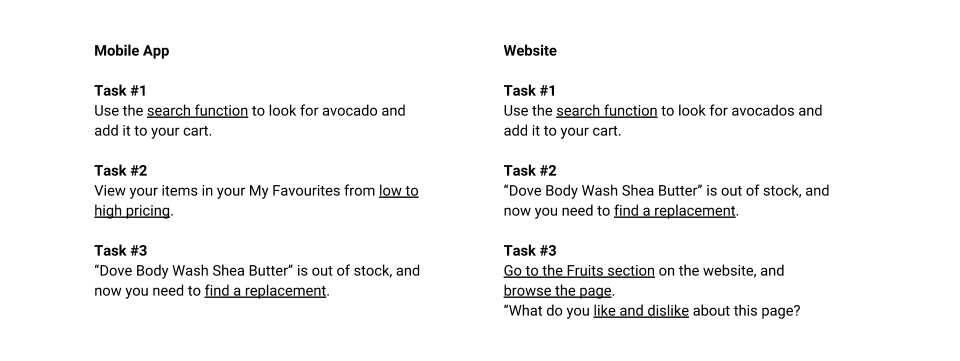 Mobile App
Task #1
Use the search function to look for avocado and
add it to your cart.
Task #2
View your items in your My Favourites from low to
high pricing.
Task #3
“Dove Body Wash Shea Butter” is out of stock, and
now you need to find a replacement.
Website
Task #1
Use the search function to look for avocados and
add it to your cart.
Task #2
“Dove Body Wash Shea Butter” is out of stock, and
now you need to find a replacement.
Task #3
Go to the Fruits section on the website, and
browse the page.
“What do you like and dislike about this page?